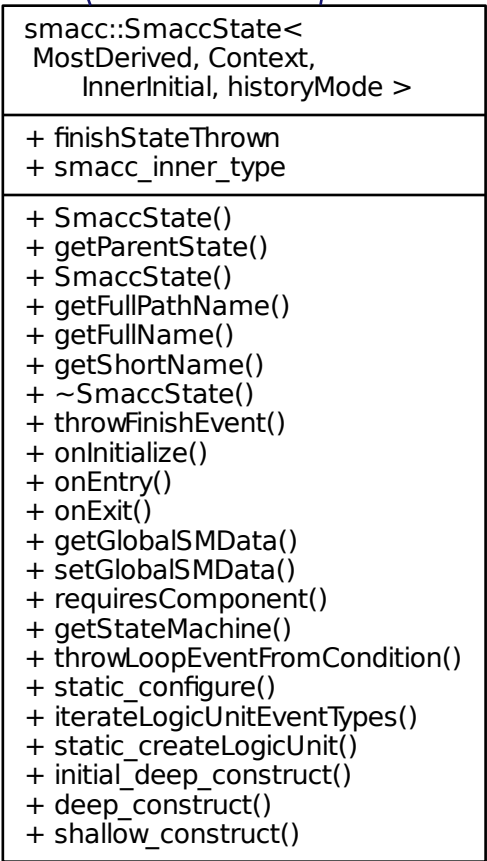 smacc::SmaccState<
MostDerived, Context,
InnerInitial, historyMode >
+ finishStateThrown
+ smacc_inner_type
+ SmaccState()
+ getParentState()
+ SmaccState()
+ getFullPathName()
+ getFullName()
+ getShortName()
+ ~SmaccState()
+ throwFinishEvent()
+ onInitialize()
+ onEntry()
+ onExit()
+ getGlobalSMData()
+ setGlobalSMData()
+ requiresComponent()
+ getStateMachine()
+ throwLoopEventFromCondition()
+ static_configure()
+ iterateLogicUnitEventTypes()
+ static_createLogicUnit()
+ initial_deep_construct()
+ deep_construct()
+ shallow_construct()